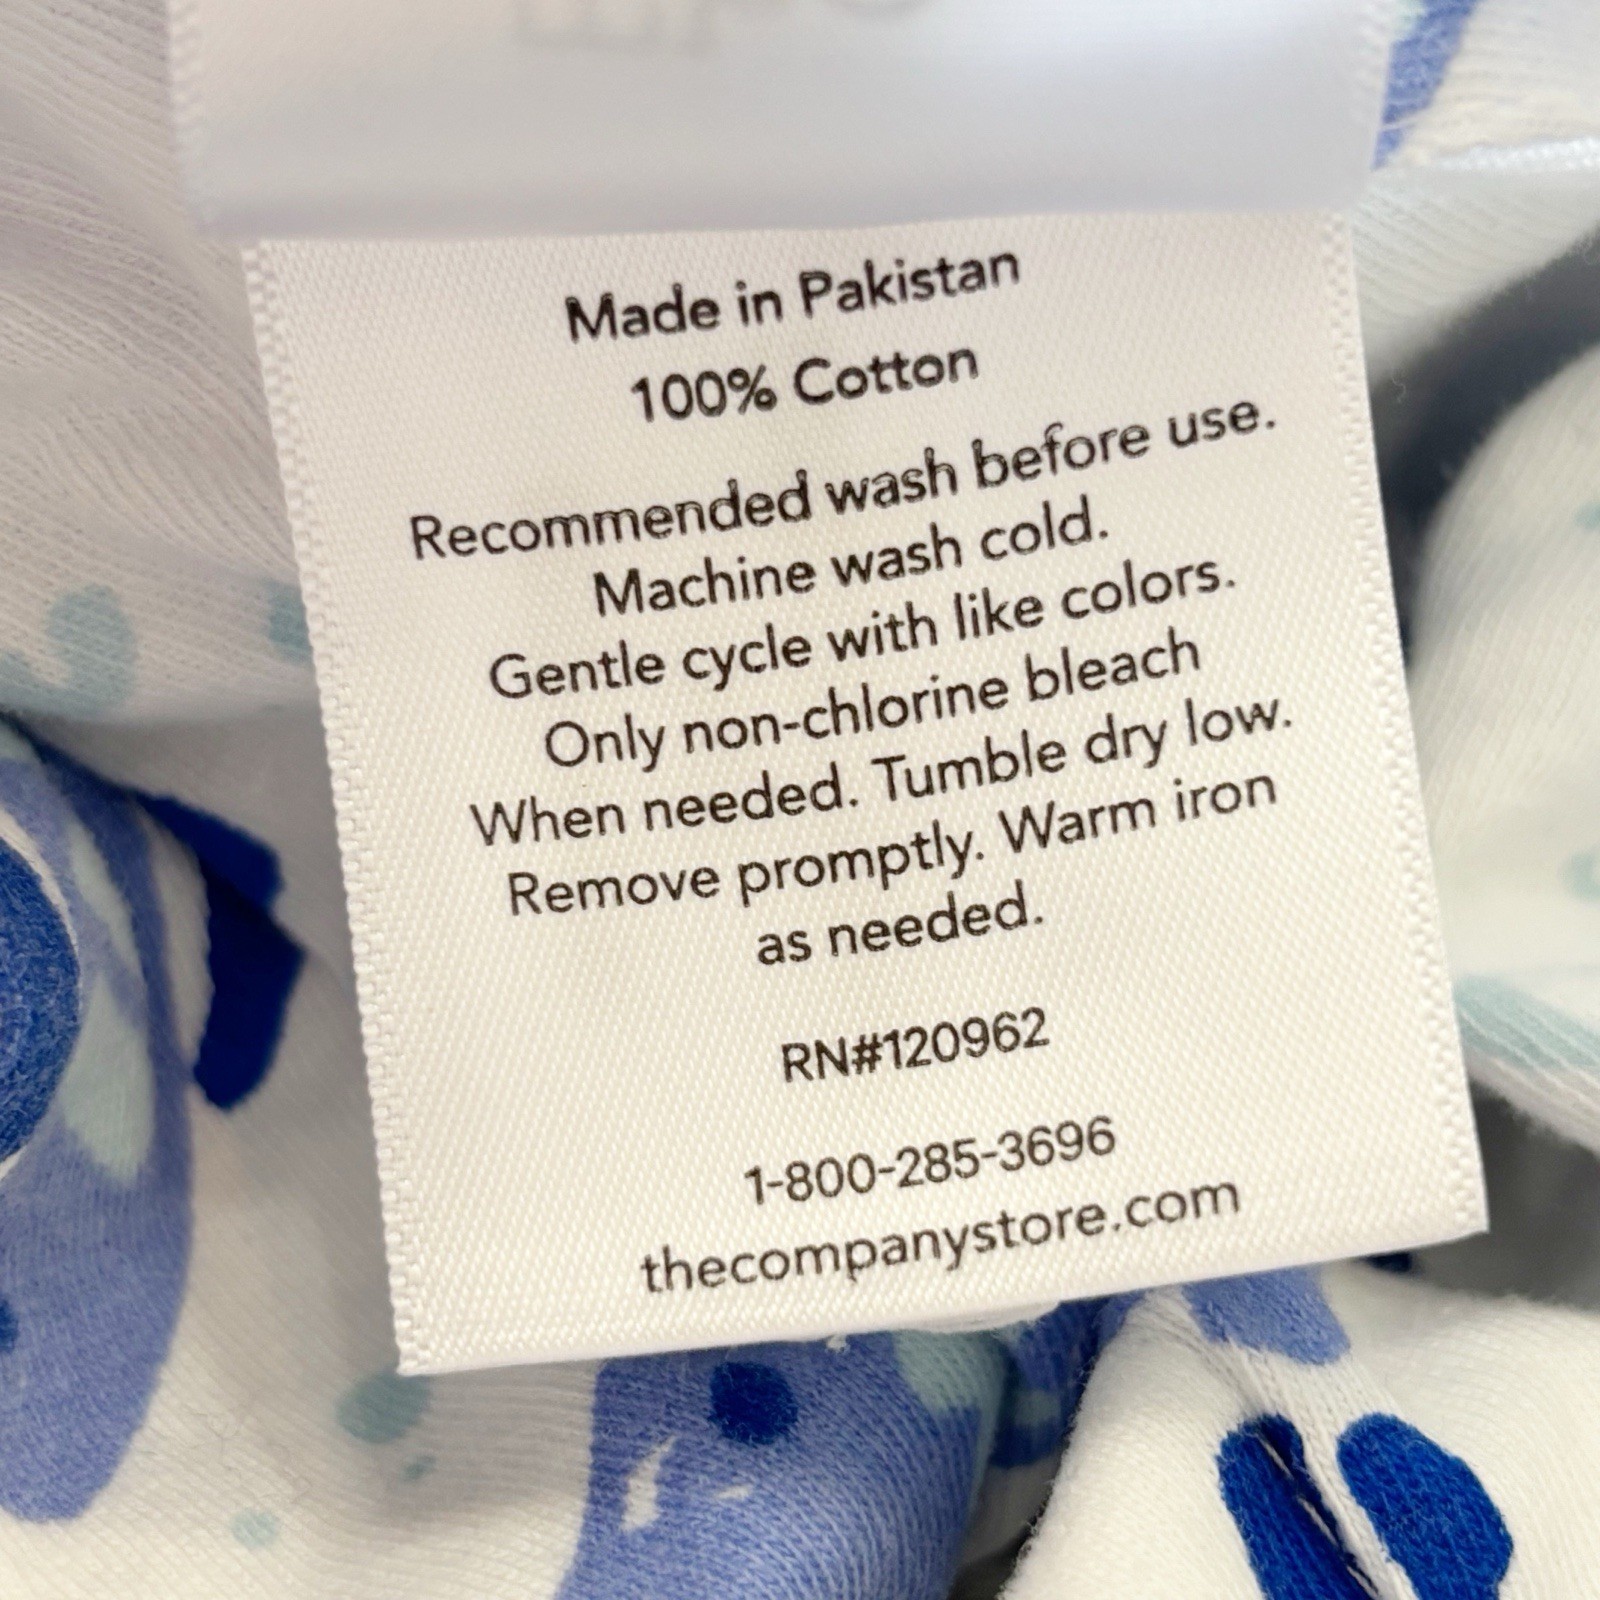 Made in Pakistan
100% Cotton
Recommended wash before use.
Machine wash cold.
Gentle cycle with like colors.
Only non-chlorine bleach
When needed. Tumble dry low.
Remove promptly. Warm iron
as needed.
RN#120962
1-800-285-3696
thecompanystore.com